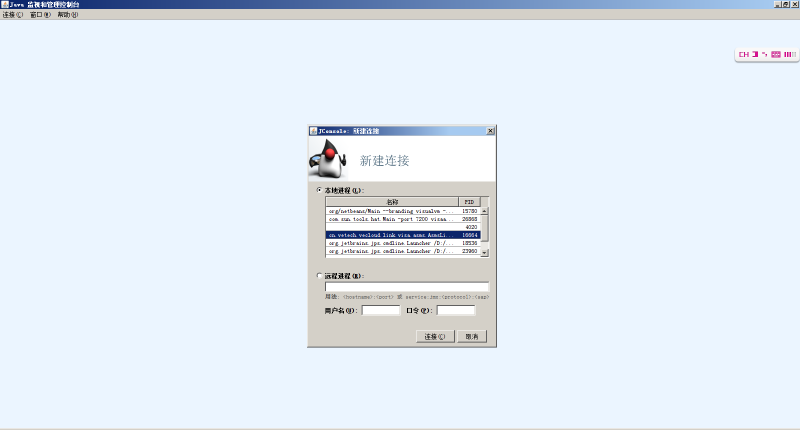 Java 监视和管理控制台
连接(C) 窗口(W) 帮助(H)
CH
JConsole: 新建连接
新建连接
本地进程(L):
名称 PID
org/netbeans/Main --branding visualvm -... 15780
com.sun.tools.hat.Main -port 7200 visaa... 26868
4020
cn.vetech.vecloud.link.visa.asms.AsmsLi... 16664
org.jetbrains.jps.cmdline.Launcher /D:/... 18536
org.jetbrains.jps.cmdline.Launcher /D:/... 23960
远程进程(R):
用法: <hostname>:<port> 或 service:jmx:<protocol>:<sap>
用户名(U): 口令(P):
连接(C) 取消